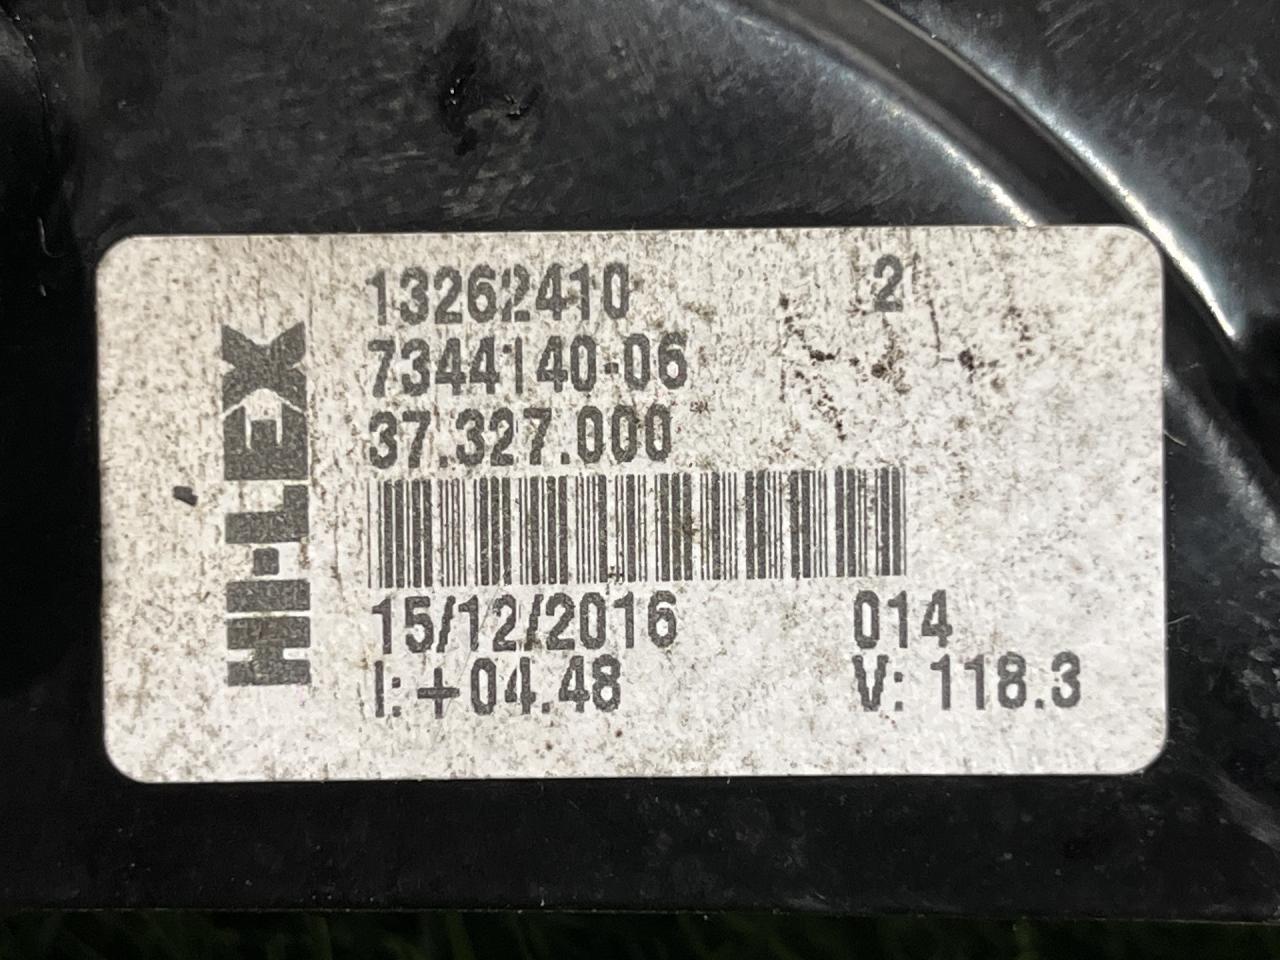 HI-LEX
13262410 2
7344140-06
37.327.000
15/12/2016 014
I: +04.48 V: 118.3